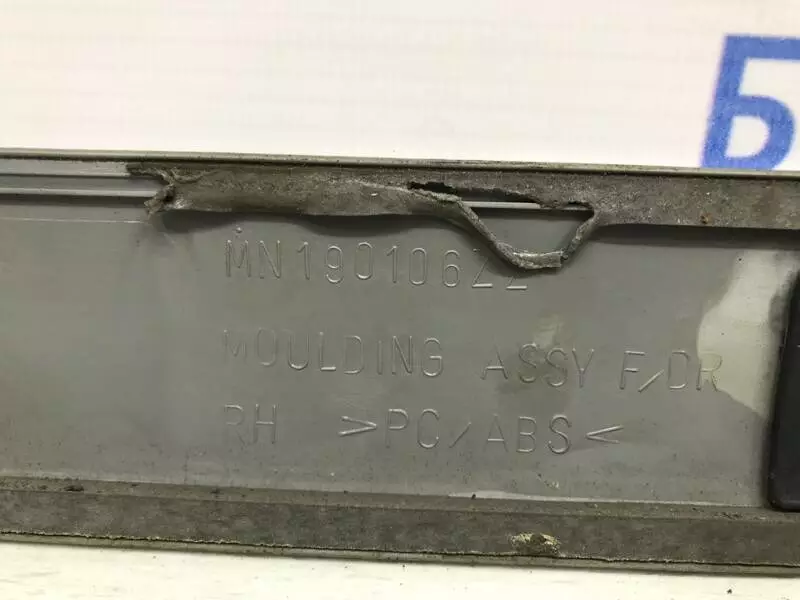 Б
MN190106ZZ
MOULDING ASSY F/DR
RH >PC/ABS<